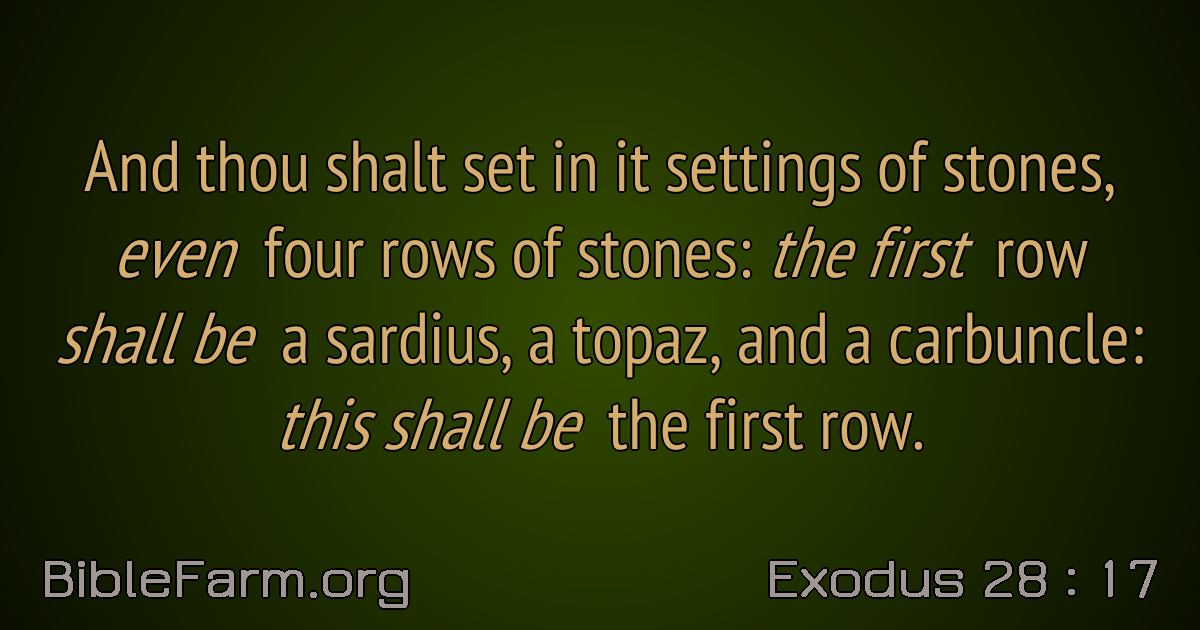 And thou shalt set in it settings of stones,
even four rows of stones: the first row
shall be a sardius, a topaz, and a carbuncle:
this shall be the first row.
BibleFarm.org
Exodus 28 : 17